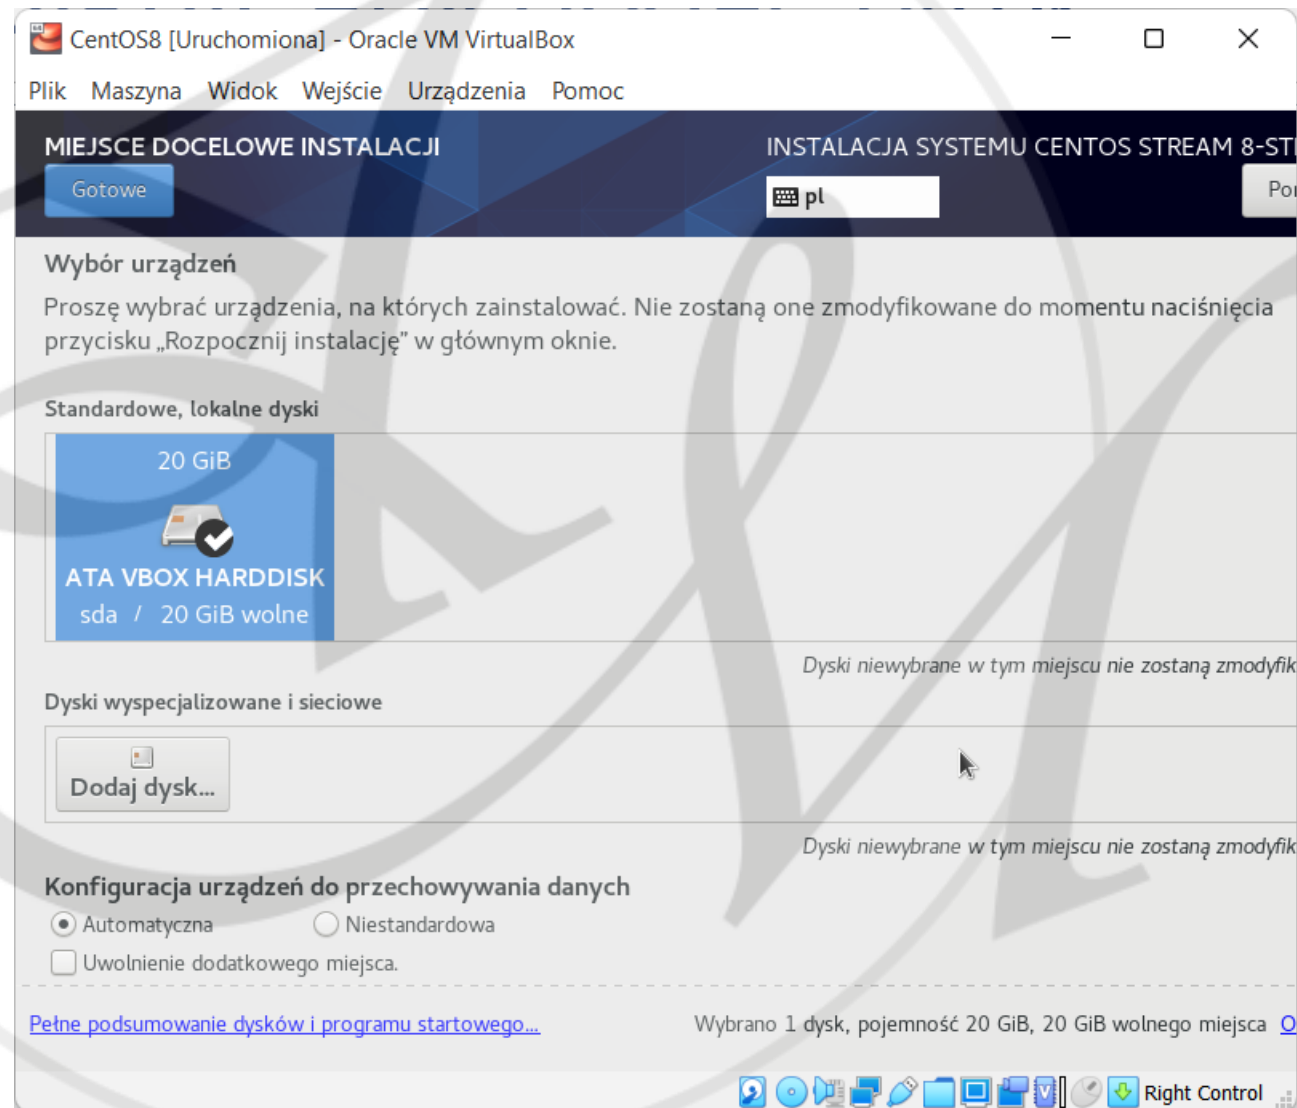 CentOS8 [Uruchomiona] - Oracle VM VirtualBox
Plik Maszyna Widok Wejście Urządzenia Pomoc
MIEJSCE DOCELOWE INSTALACJI
INSTALACJA SYSTEMU CENTOS STREAM 8-ST
Gotowe
pl
Po
Wybór urządzeń
Proszę wybrać urządzenia, na których zainstalować. Nie zostaną one zmodyfikowane do momentu naciśnięcia
przycisku „Rozpocznij instalację” w głównym oknie.
Standardowe, lokalne dyski
20 GiB
ATA VBOX HARDDISK
sda / 20 GiB wolne
Dyski niewybrane w tym miejscu nie zostaną zmodyfik
Dyski wyspecjalizowane i sieciowe
Dodaj dysk...
Dyski niewybrane w tym miejscu nie zostaną zmodyfik
Konfiguracja urządzeń do przechowywania danych
Automatyczna Niestandardowa
Uwolnienie dodatkowego miejsca.
Pełne podsumowanie dysków i programu startowego...
Wybrano 1 dysk, pojemność 20 GiB, 20 GiB wolnego miejsca O
Right Control